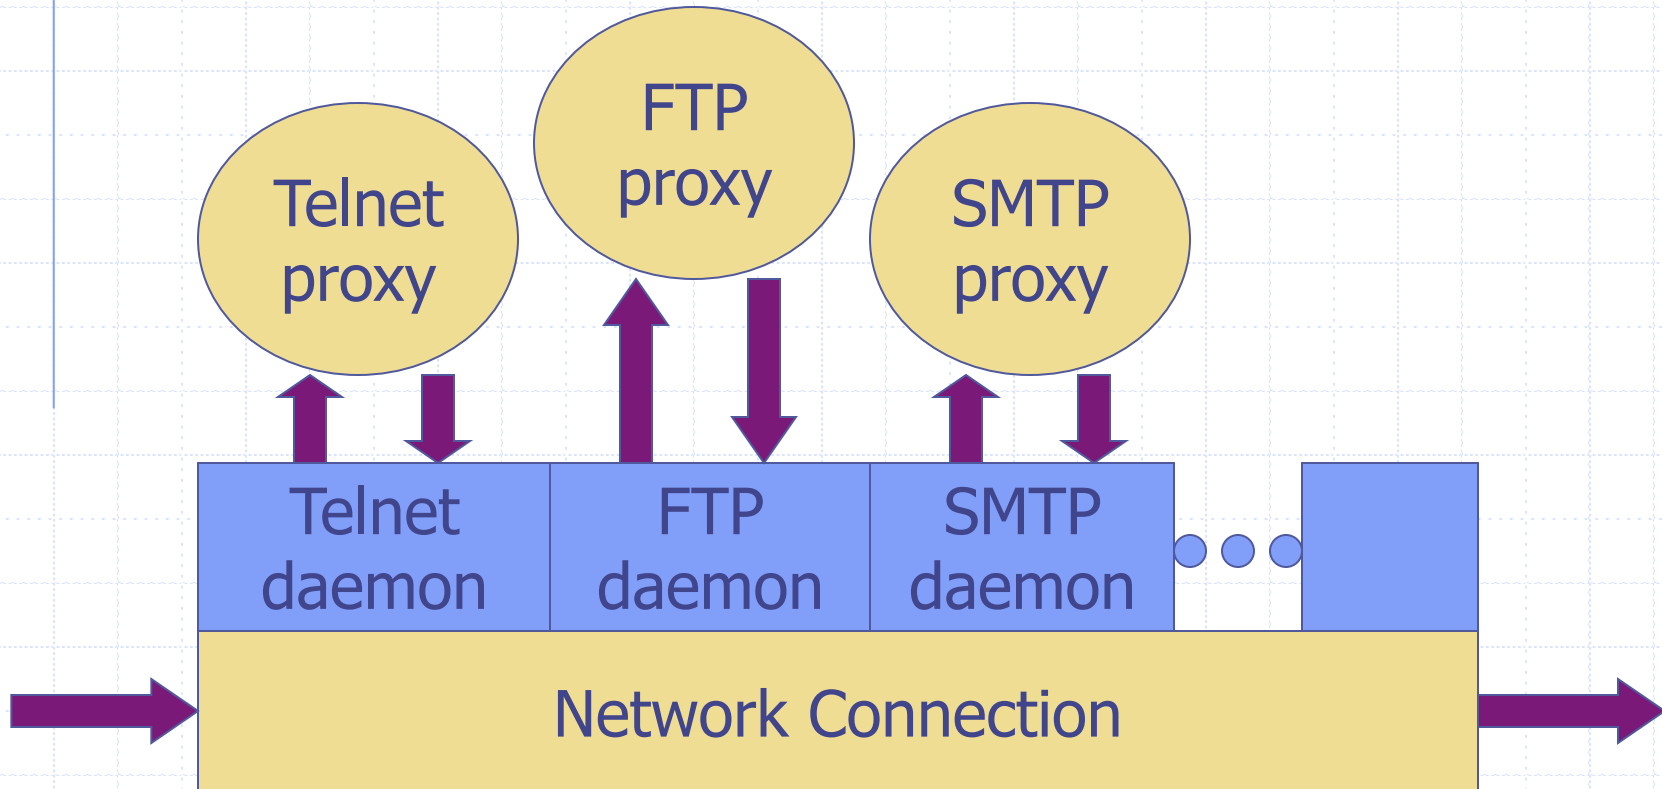 FTP
proxy
Telnet
proxy
SMTP
proxy
Telnet
daemon
FTP
daemon
SMTP
daemon
Network Connection